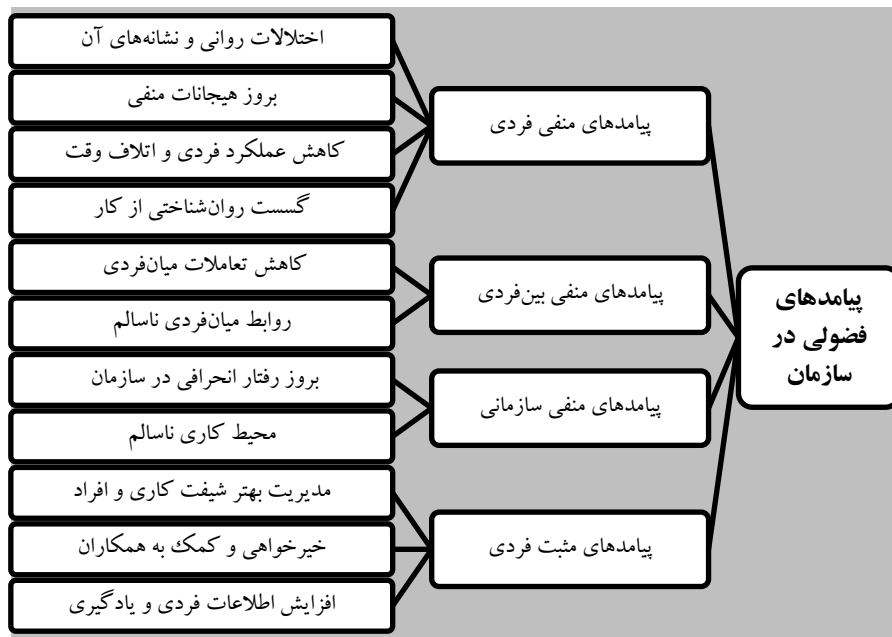 پیامدهای
فضولی در
سازمان
پیامدهای منفی فردی
اختلالات روانی و نشانه‌های آن
بروز هیجانات منفی
کاهش عملکرد فردی و اتلاف وقت
گسست روان‌شناختی از کار
پیامدهای منفی بین‌فردی
کاهش تعاملات میان‌فردی
روابط میان‌فردی ناسالم
پیامدهای منفی سازمانی
بروز رفتار انحرافی در سازمان
محیط کاری ناسالم
پیامدهای مثبت فردی
مدیریت بهتر شیفت کاری و افراد
خیرخواهی و کمک به همکاران
افزایش اطلاعات فردی و یادگیری